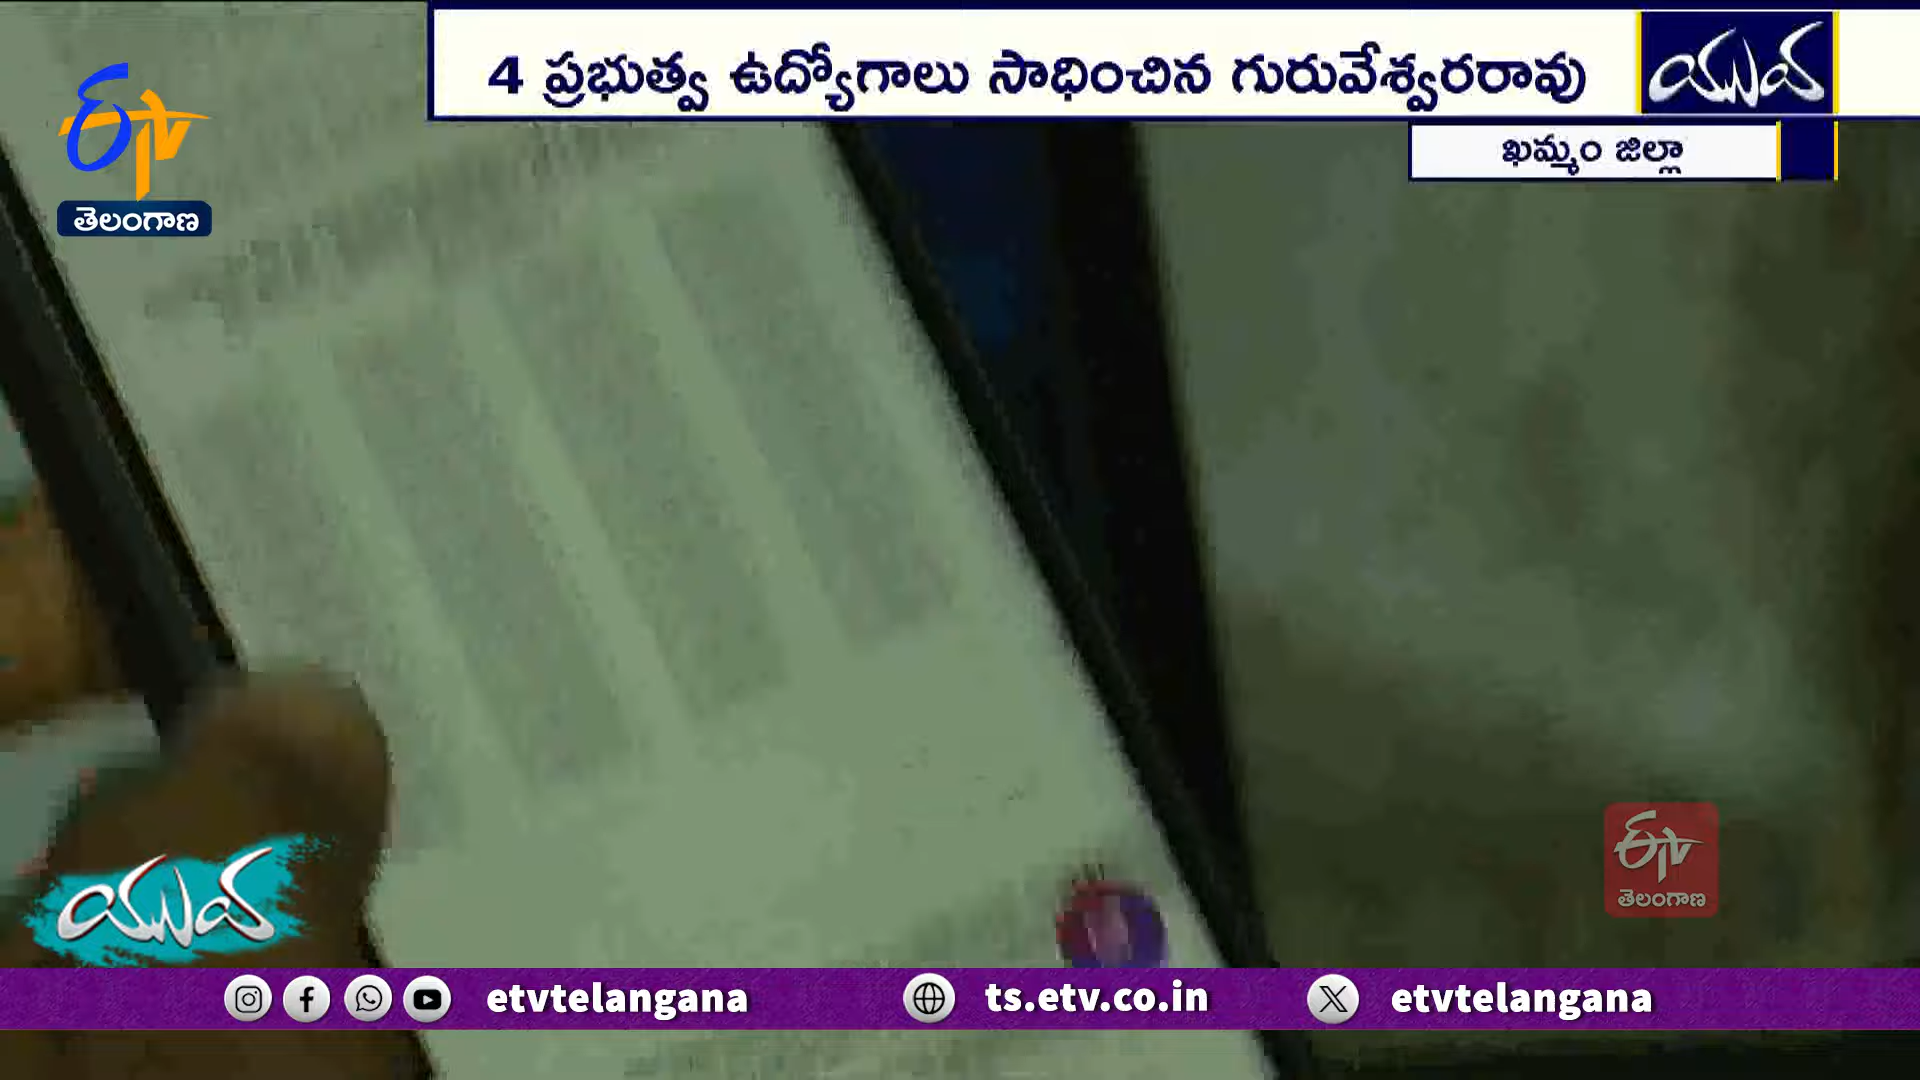 4 ప్రభుత్వ ఉద్యోగాలు సాధించిన గురువేశ్వరరావు
యువ
ఖమ్మం జిల్లా
ETV
తెలంగాణ
యువ
ETV
తెలంగాణ
etvtelangana
ts.etv.co.in
etvtelangana